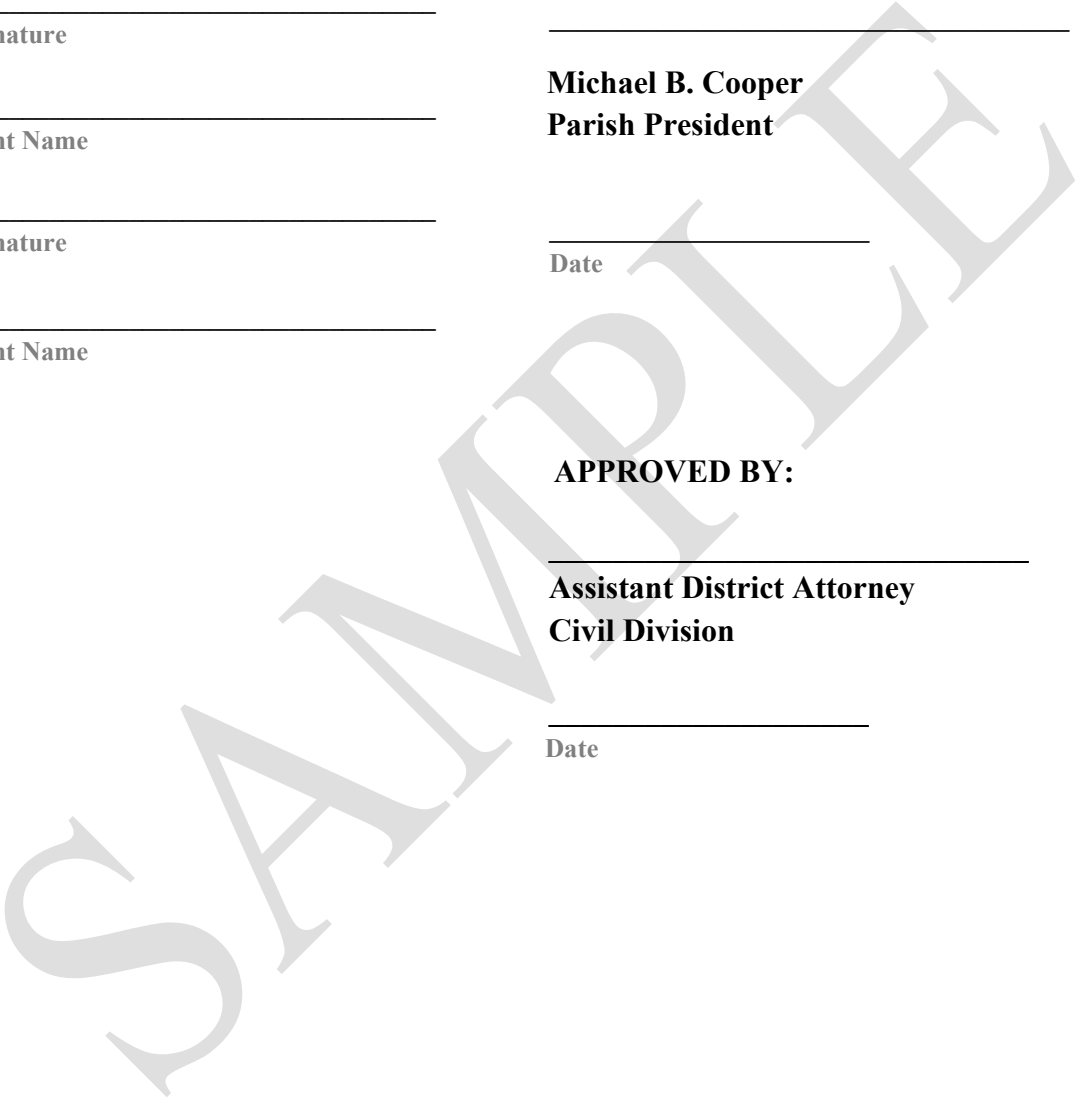 nature
nt Name
nature
nt Name
Michael B. Cooper
Parish President
Date
APPROVED BY:
Assistant District Attorney
Civil Division
Date
SAMPLE